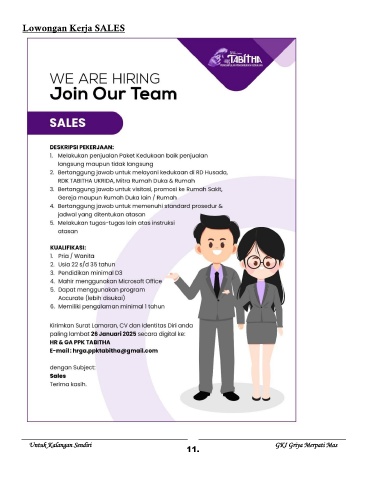 Lowongan Kerja SALES
TABITHA
WE ARE HIRING
Join Our Team
SALES
DESKRIPSI PEKERJAAN:
1. Melakukan penjualan Paket Kedukaan baik penjualan
langsung maupun tidak langsung
2. Bertanggung jawab untuk melayani kedukaan di RD Husada,
RDK TABITHA UKRIDA, Mitra Rumah Duka & Rumah
3. Bertanggung jawab untuk visitasi, promosi ke Rumah Sakit,
Gereja maupun Rumah Duka lain / Rumah
4. Bertanggung jawab untuk memenuhi standard prosedur &
jadwal yang ditentukan atasan
5. Melakukan tugas-tugas lain atas instruksi
atasan
KUALIFIKASI:
1. Pria / Wanita
2. Usia 22 s/d 35 tahun
3. Pendidikan minimal D3
4. Mahir menggunakan Microsoft Office
5. Dapat menggunakan program
Accurate (lebih disukai)
6. Memiliki pengalaman minimal 1 tahun
Kirimkan Surat Lamaran, CV dan Identitas Diri anda
paling lambat 26 Januari 2025 secara digital ke:
HR & GA PPK TABITHA
E-mail: hrga.ppktabitha@gmail.com
dengan Subject:
Sales
Terima kasih.
Untuk Kalangan Sendiri
11.
GKI Griya Merpati Mas